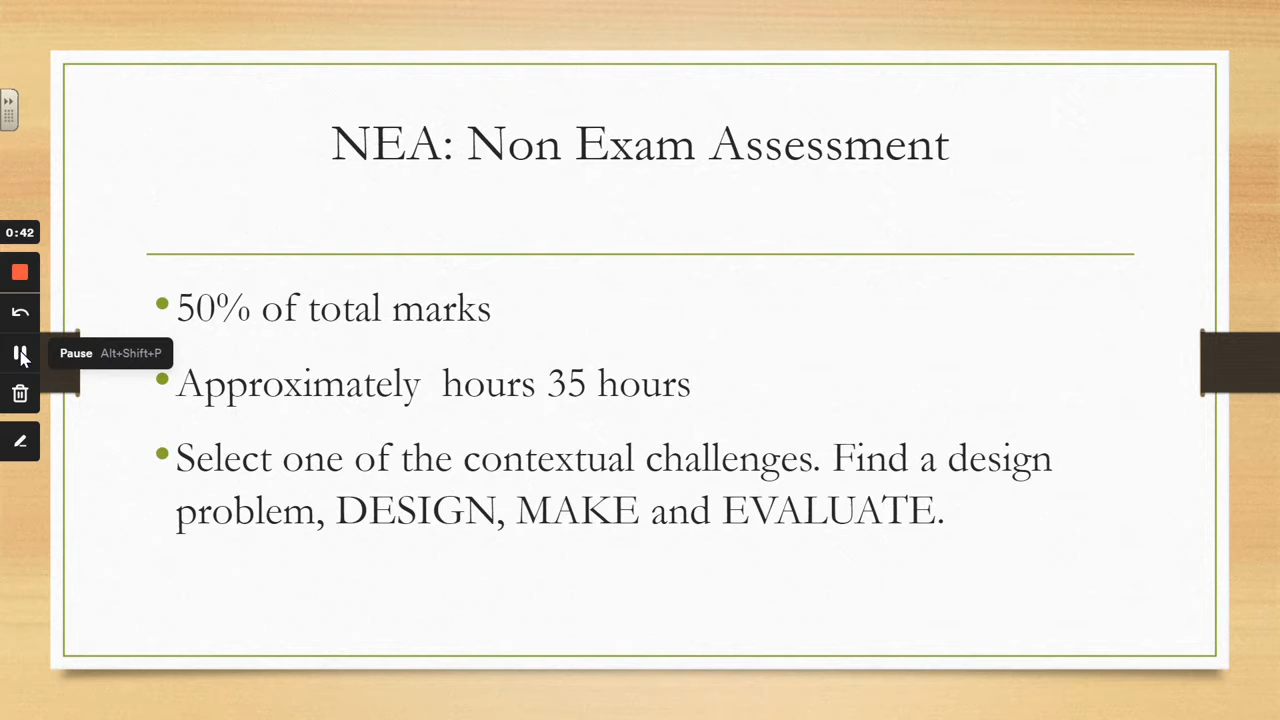 NEA: Non Exam Assessment
0:42
• 50% of total marks
Pause Alt+Shift+P
• Approximately  hours 35 hours
• Select one of the contextual challenges. Find a design
problem, DESIGN, MAKE and EVALUATE.